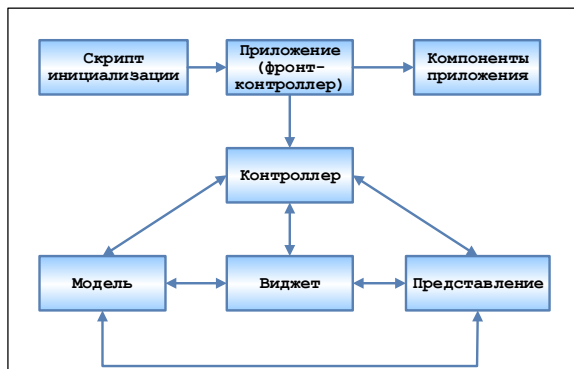 Скрипт
инициализации
Приложение
(фронт-
контроллер)
Компоненты
приложения
Контроллер
Модель
Виджет
Представление